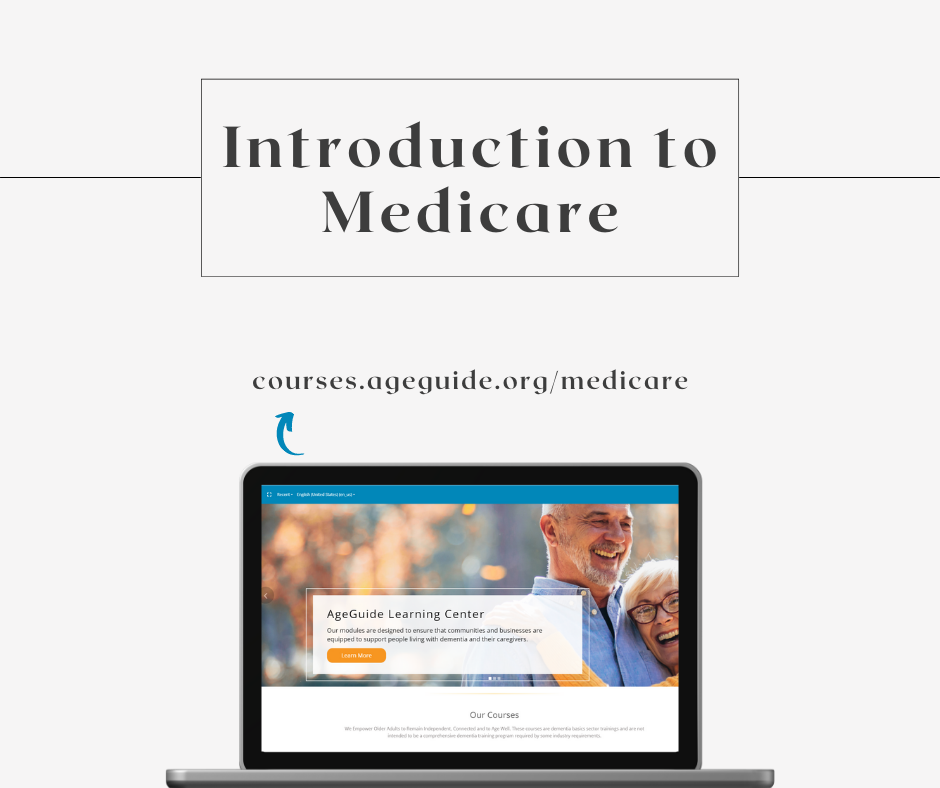 Introduction to
Medicare
courses.ageguide.org/medicare
Recent
English (United States) (en_us)
AgeGuide Learning Center
Our modules are designed to ensure that communities and businesses are
equipped to support people living with dementia and their caregivers.
Learn More
Our Courses
We Empower Older Adults to Remain Independent, Connected and to Age Well. These courses are dementia basics sector trainings and are not
intended to be a comprehensive dementia training program required by some industry requirements.